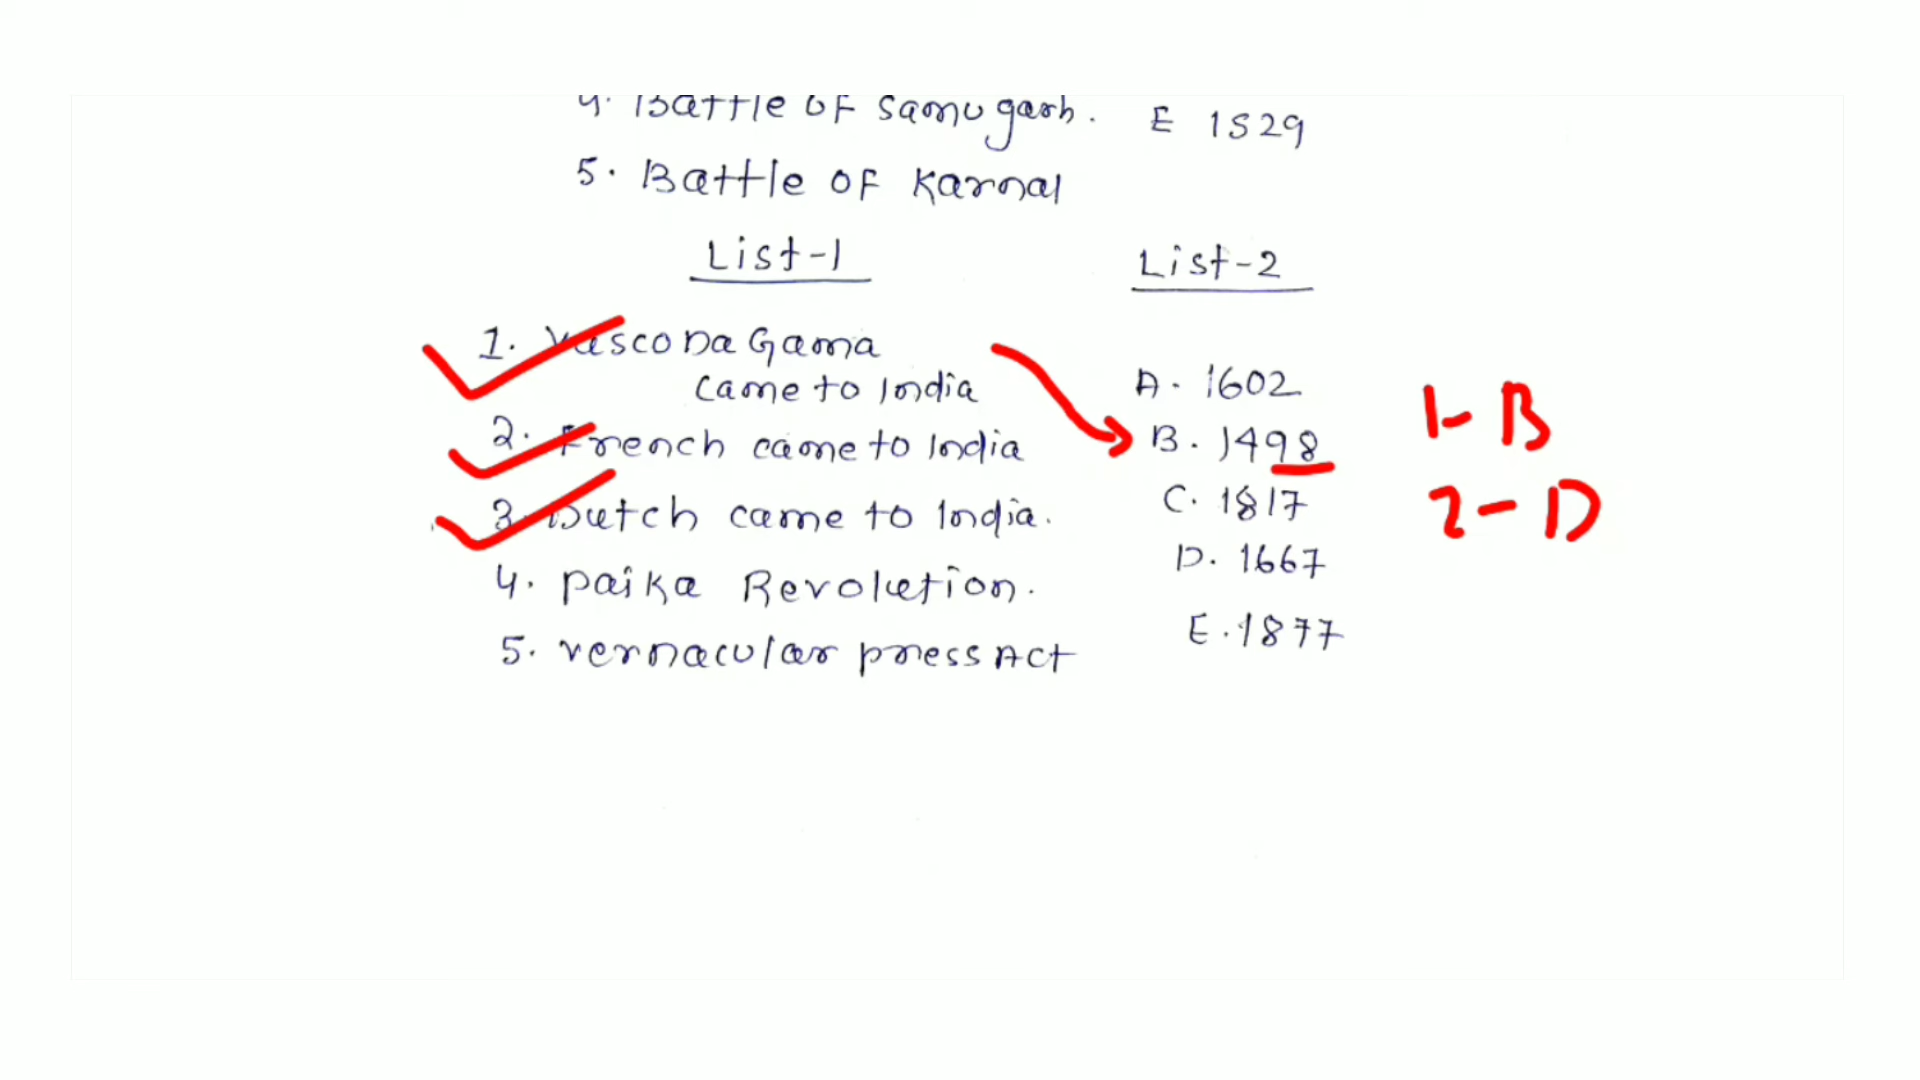 4. Battle of Samugarh. E 1529
5. Battle of Karnal
List-1 List-2
1. Vasco Da Gama
came to India
A. 1602
2. French came to India B. 1498
3. Dutch came to India. C. 1817
4. Paika Revolution. D. 1667
5. vernacular press Act E. 1877
1- B
2- D